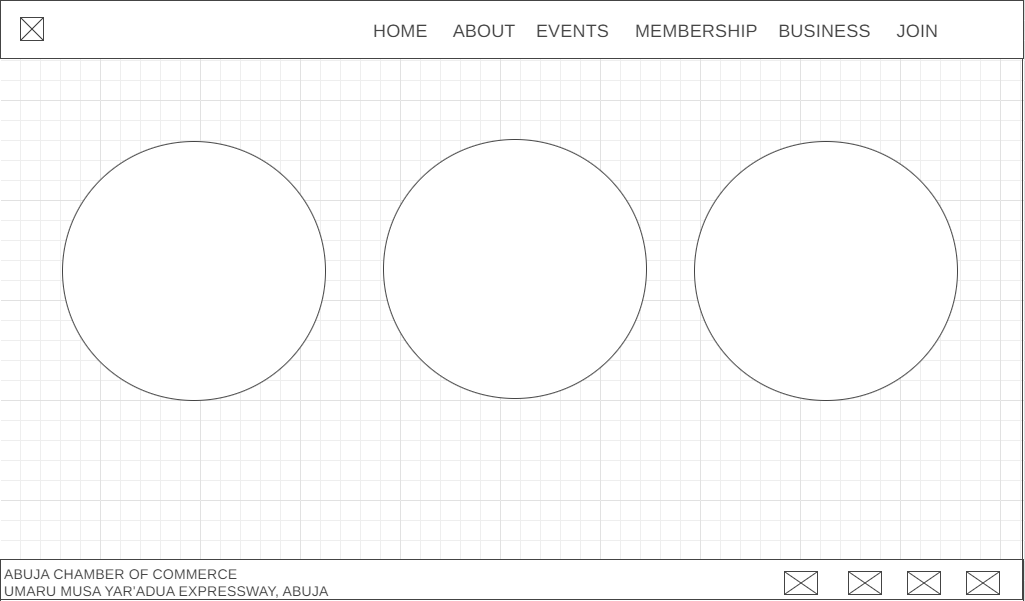 HOME ABOUT EVENTS MEMBERSHIP BUSINESS JOIN
ABUJA CHAMBER OF COMMERCE
UMARU MUSA YAR'ADUA EXPRESSWAY, ABUJA